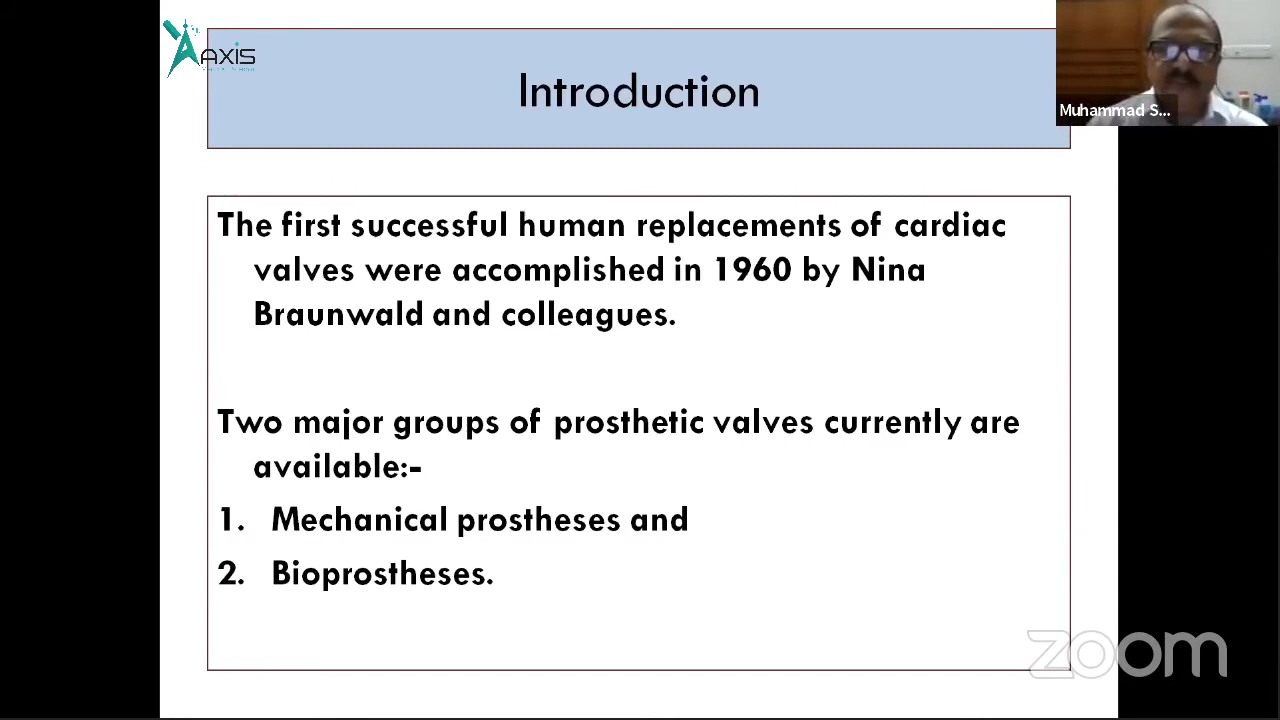 AXIS
Introduction
Muhammad S...
The first successful human replacements of cardiac
valves were accomplished in 1960 by Nina
Braunwald and colleagues.
Two major groups of prosthetic valves currently are
available:-
1. Mechanical prostheses and
2. Bioprostheses.
zoom